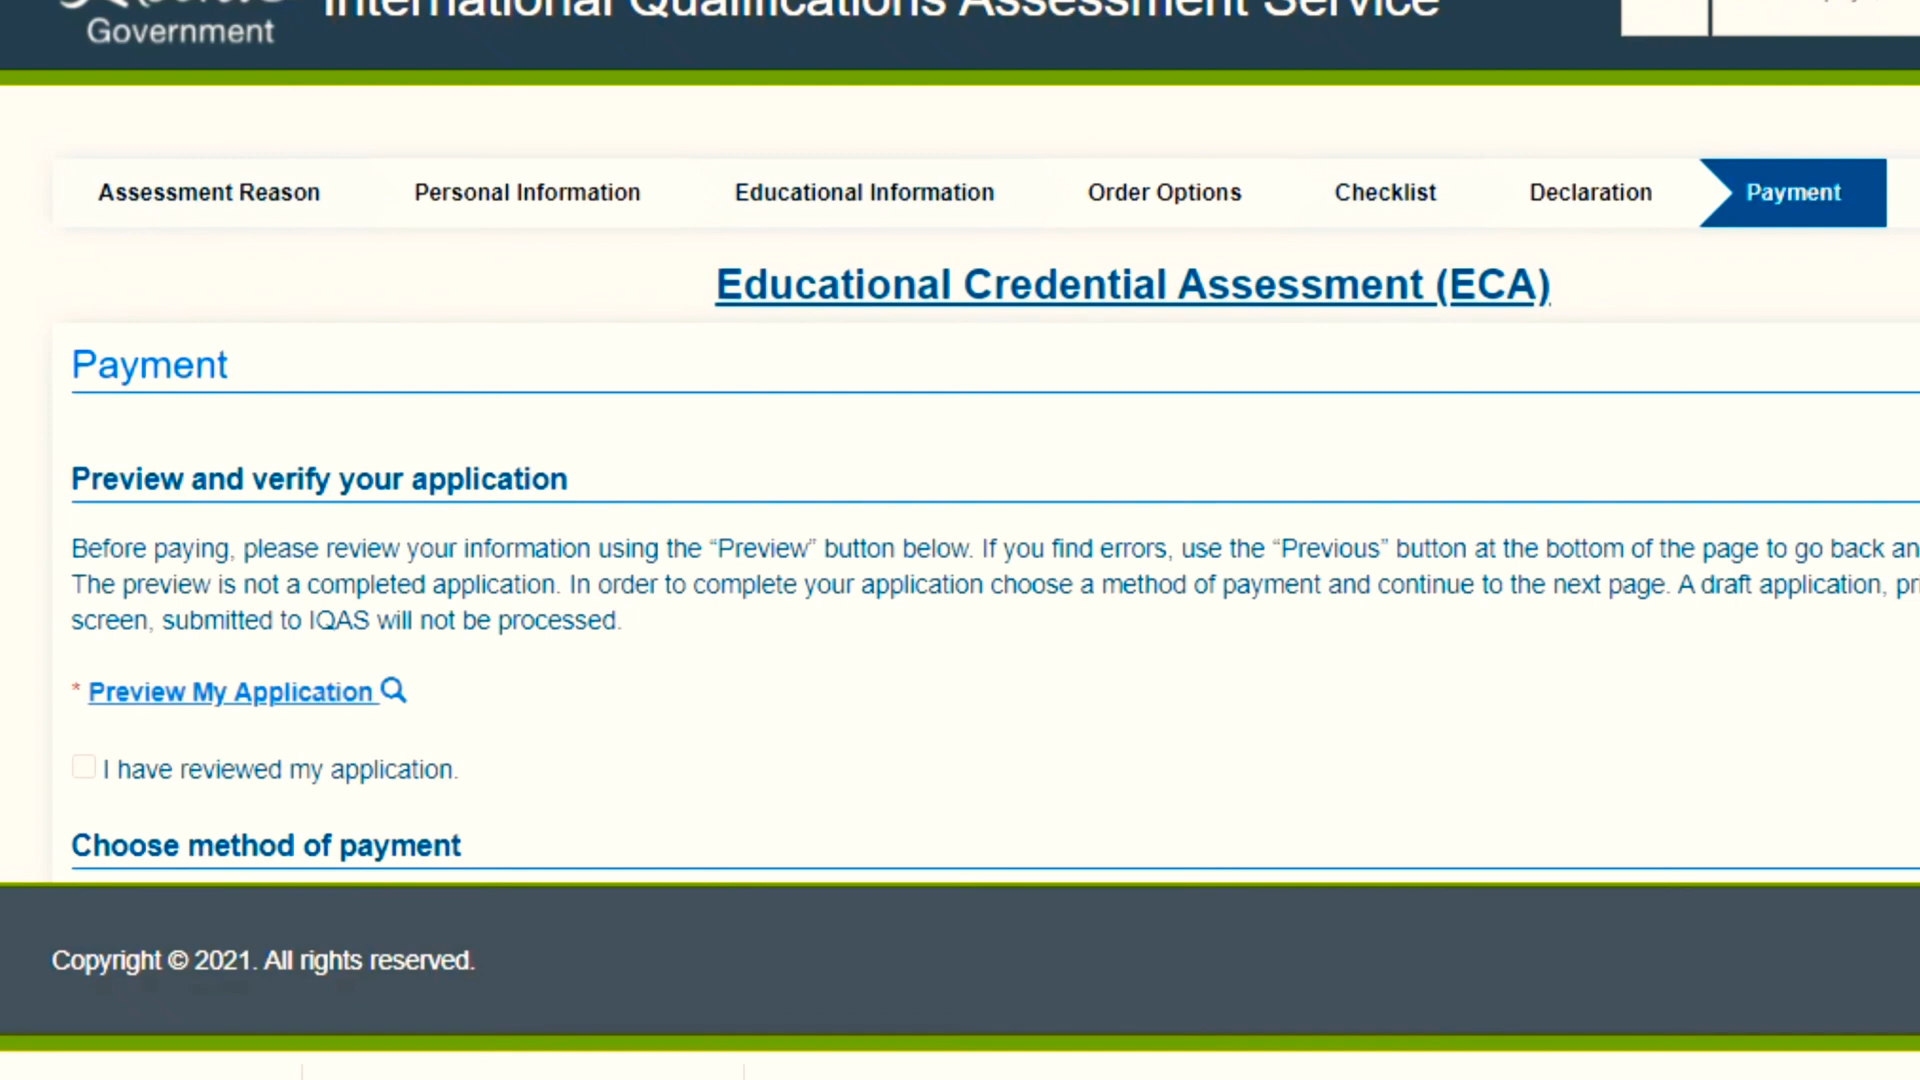 International Qualifications Assessment Service
Government
Assessment Reason
Personal Information
Educational Information
Order Options
Checklist
Declaration
Payment
Educational Credential Assessment (ECA)
Payment
Preview and verify your application
Before paying, please review your information using the “Preview” button below. If you find errors, use the “Previous” button at the bottom of the page to go back an
The preview is not a completed application. In order to complete your application choose a method of payment and continue to the next page. A draft application, pri
screen, submitted to IQAS will not be processed.
* Preview My Application
I have reviewed my application.
Choose method of payment
Copyright © 2021. All rights reserved.